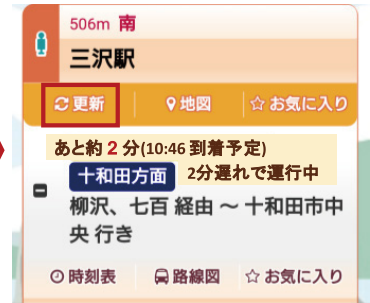 506m 南
三沢駅
更新 地図 お気に入り
あと約 2 分(10:46 到着予定)
十和田方面 2分遅れで運行中
柳沢、七百 経由 ～ 十和田市中
央 行き
時刻表 路線図 お気に入り